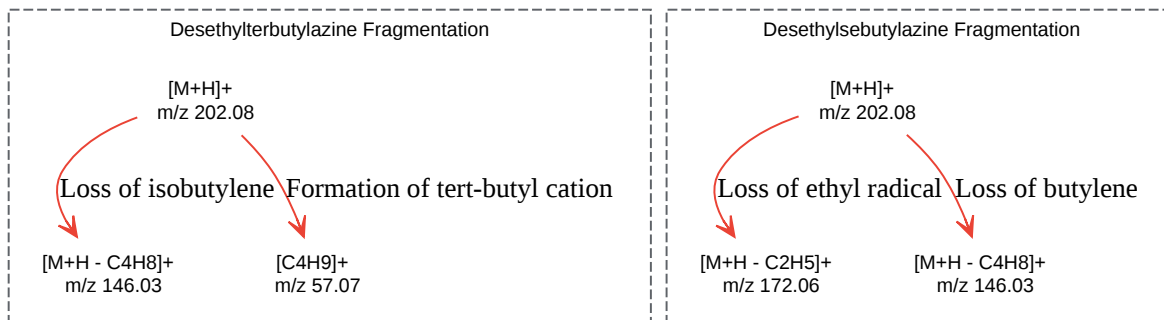 Desethylterbutylazine Fragmentation
[M+H]+
m/z 202.08
Loss of isobutylene
Formation of tert-butyl cation
[M+H - C4H8]+
m/z 146.03
[C4H9]+
m/z 57.07
Desethylsebutylazine Fragmentation
[M+H]+
m/z 202.08
Loss of ethyl radical
Loss of butylene
[M+H - C2H5]+
m/z 172.06
[M+H - C4H8]+
m/z 146.03